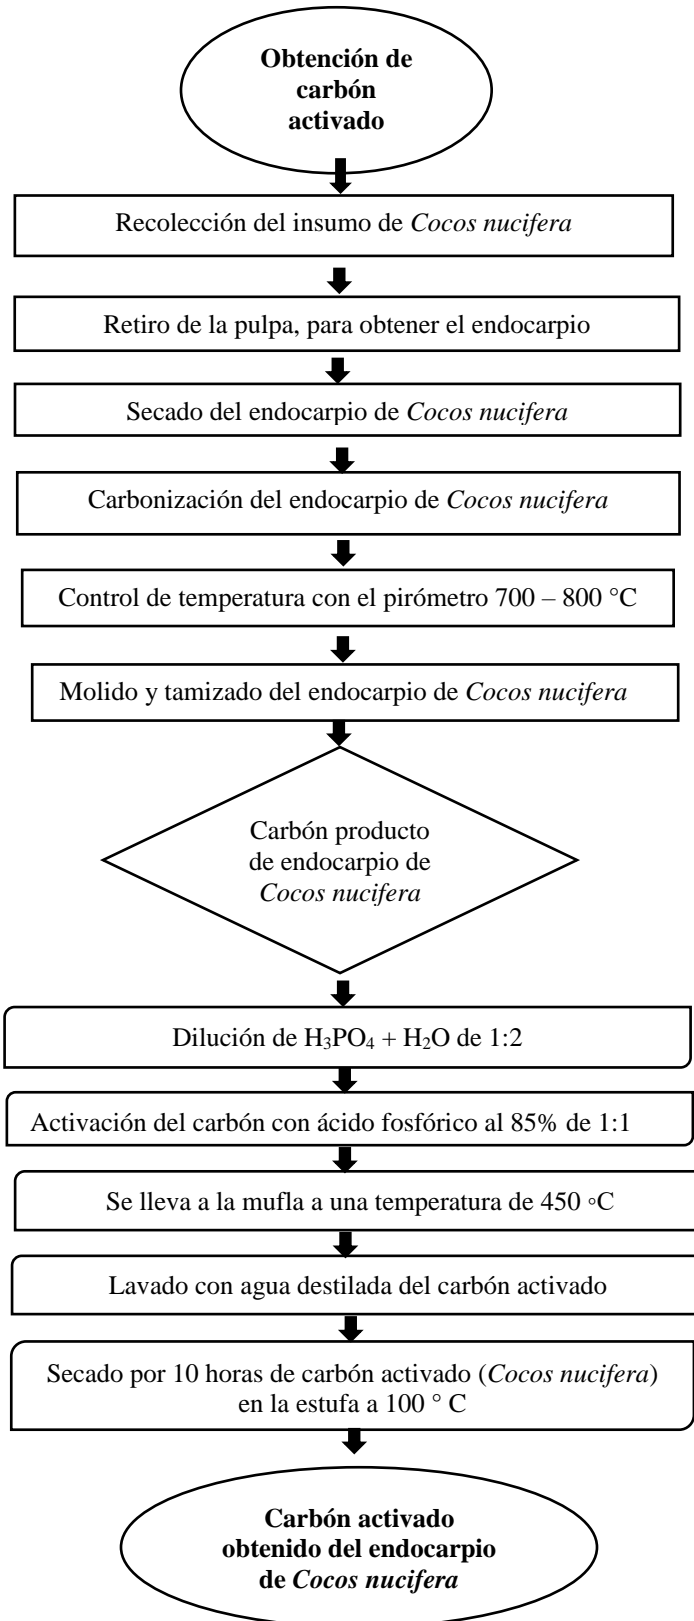 Obtención de
carbón
activado
Recolección del insumo de Cocos nucifera
Retiro de la pulpa, para obtener el endocarpio
Secado del endocarpio de Cocos nucifera
Carbonización del endocarpio de Cocos nucifera
Control de temperatura con el pirómetro 700 – 800 °C
Molido y tamizado del endocarpio de Cocos nucifera
Carbón producto
de endocarpio de
Cocos nucifera
Dilución de H₃PO₄ + H₂O de 1:2
Activación del carbón con ácido fosfórico al 85% de 1:1
Se lleva a la mufla a una temperatura de 450 ◦C
Lavado con agua destilada del carbón activado
Secado por 10 horas de carbón activado (Cocos nucifera)
en la estufa a 100 ° C
Carbón activado
obtenido del endocarpio
de Cocos nucifera